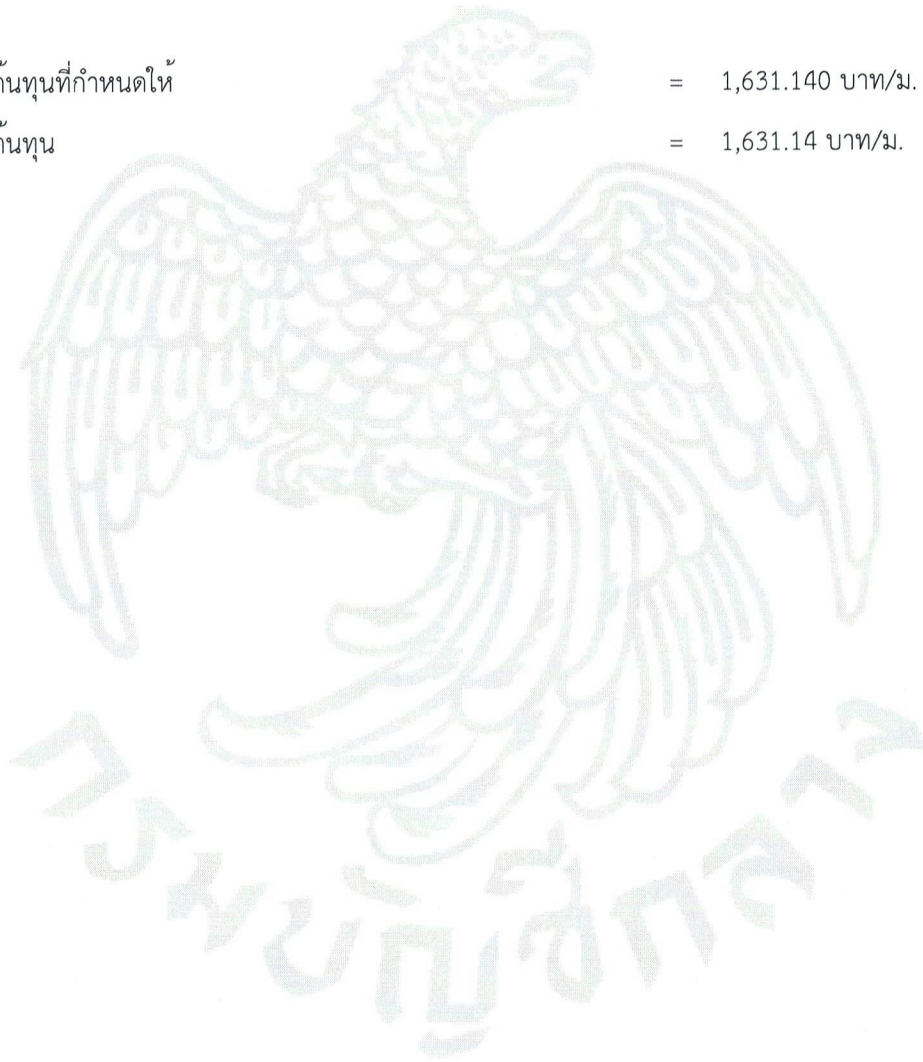 ต้นทุนที่กำหนดให้ = 1,631.140 บาท/ม.
ต้นทุน = 1,631.14 บาท/ม.
กรมบัญชีกลาง